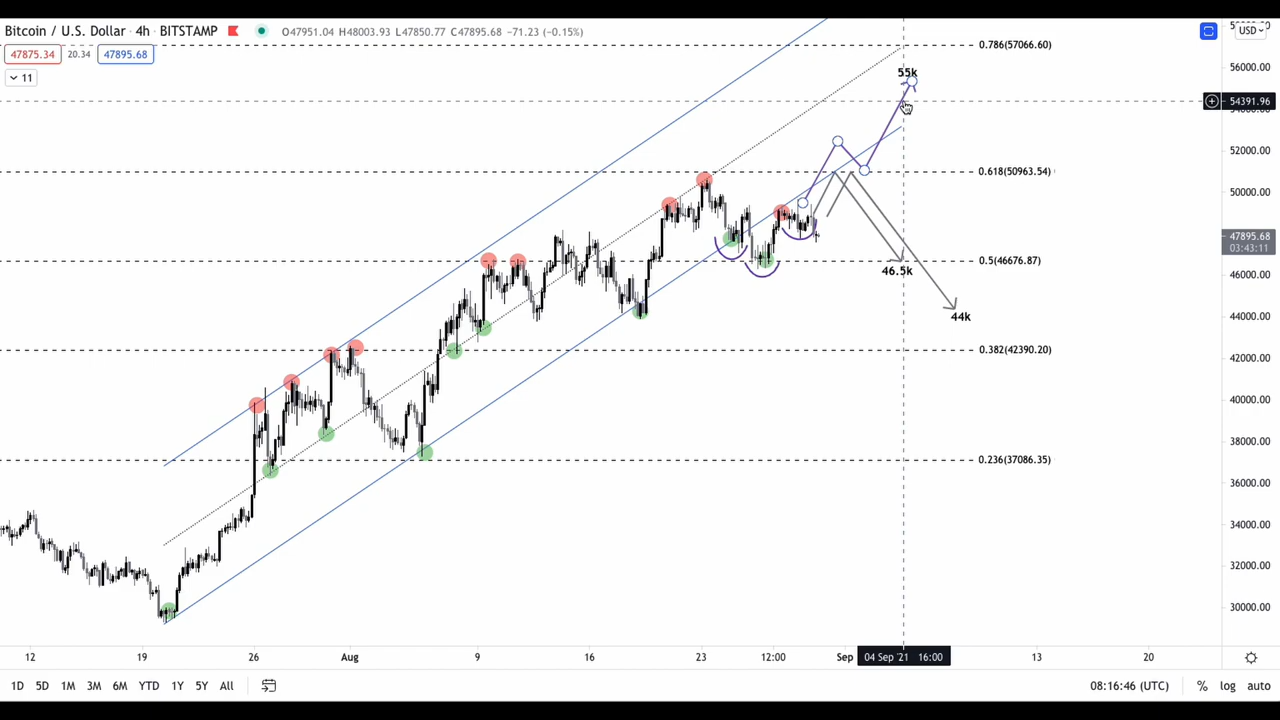 Bitcoin / U.S. Dollar · 4h · BITSTAMP O47951.04 H48003.93 L47850.77 C47895.68 −71.23 (−0.15%)
47875.34 20.34 47895.68
11
USD
0.786(57066.60)
56000.00
55k
54391.96
52000.00
0.618(50963.54)
50000.00
47895.68
03:43:11
0.5(46676.87)
46.5k
46000.00
44k
44000.00
0.382(42390.20)
42000.00
40000.00
38000.00
0.236(37086.35)
36000.00
34000.00
32000.00
30000.00
12 19 26 Aug 9 16 23 12:00 Sep 04 Sep '21 16:00 13 20
1D 5D 1M 3M 6M YTD 1Y 5Y All 08:16:46 (UTC) % log auto